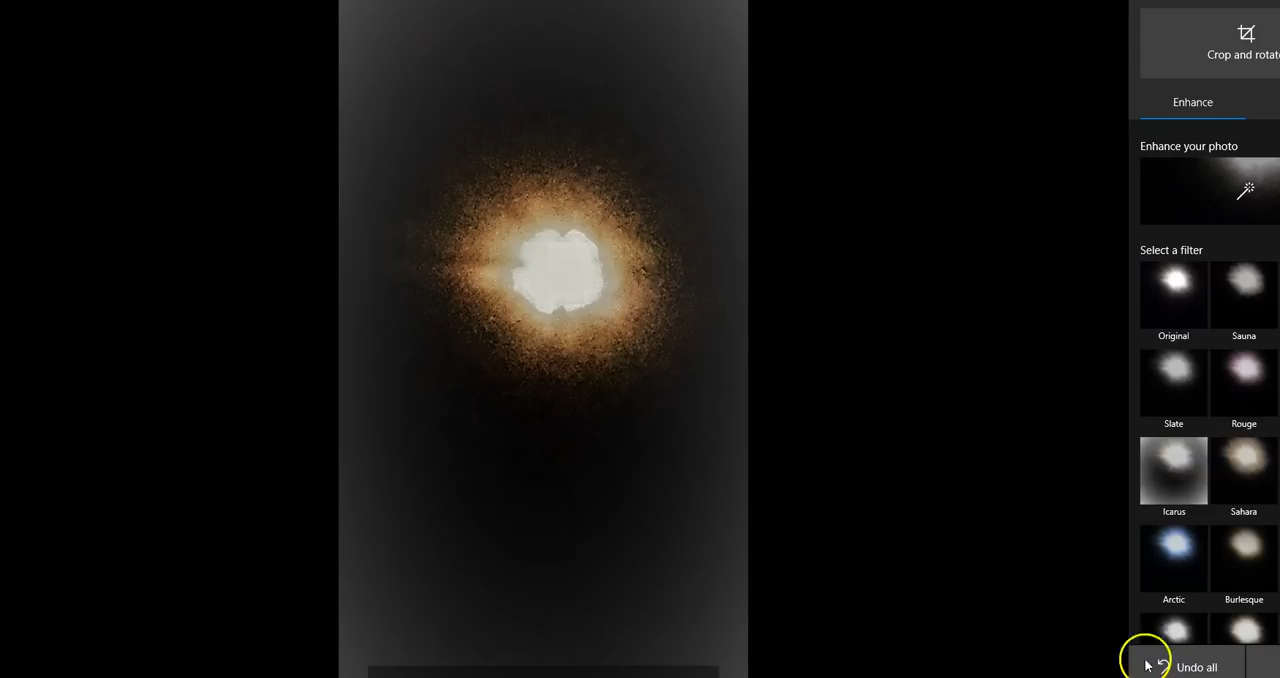 Crop and rotat
Enhance
Enhance your photo
Select a filter
Original
Sauna
Slate
Rouge
Icarus
Sahara
Arctic
Burlesque
Undo all